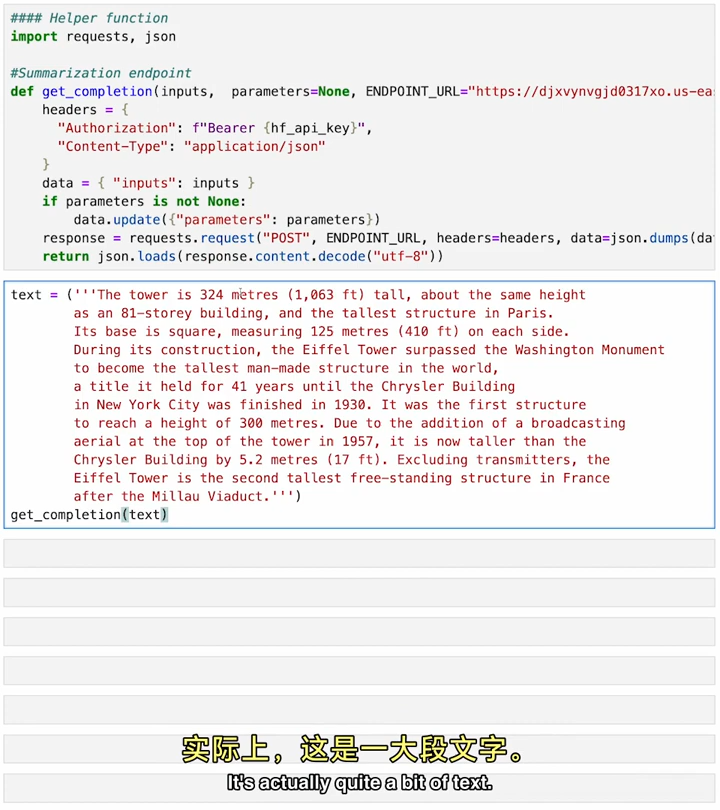 #### Helper function
import requests, json
#Summarization endpoint
def get_completion(inputs,  parameters=None, ENDPOINT_URL="https://djxvynvgjd0317xo.us-eas
    headers = {
      "Authorization": f"Bearer {hf_api_key}",
      "Content-Type": "application/json"
    }
    data = { "inputs": inputs }
    if parameters is not None:
        data.update({"parameters": parameters})
    response = requests.request("POST", ENDPOINT_URL, headers=headers, data=json.dumps(dat
    return json.loads(response.content.decode("utf-8"))
text = ('''The tower is 324 metres (1,063 ft) tall, about the same height
        as an 81-storey building, and the tallest structure in Paris.
        Its base is square, measuring 125 metres (410 ft) on each side.
        During its construction, the Eiffel Tower surpassed the Washington Monument
        to become the tallest man-made structure in the world,
        a title it held for 41 years until the Chrysler Building
        in New York City was finished in 1930. It was the first structure
        to reach a height of 300 metres. Due to the addition of a broadcasting
        aerial at the top of the tower in 1957, it is now taller than the
        Chrysler Building by 5.2 metres (17 ft). Excluding transmitters, the
        Eiffel Tower is the second tallest free-standing structure in France
        after the Millau Viaduct.''')
get_completion(text)
实际上，这是一大段文字。
It's actually quite a bit of text.